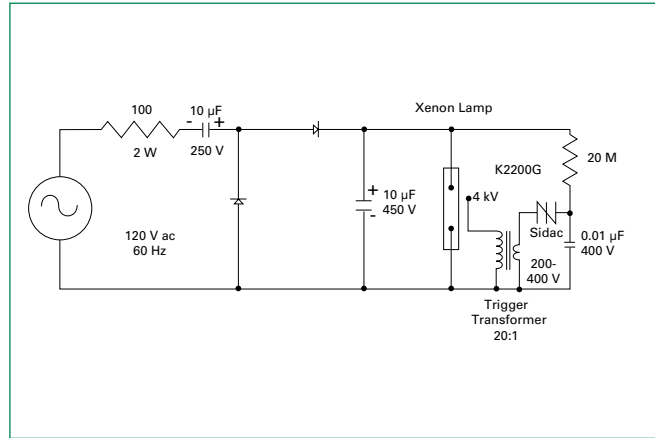 Xenon Lamp
100
2 W
- 10 µF +
250 V
120 V ac
60 Hz
+
10 µF
450 V
-
4 kV
K2200G
Sidac
20 M
0.01 µF
400 V
200-
400 V
Trigger
Transformer
20:1